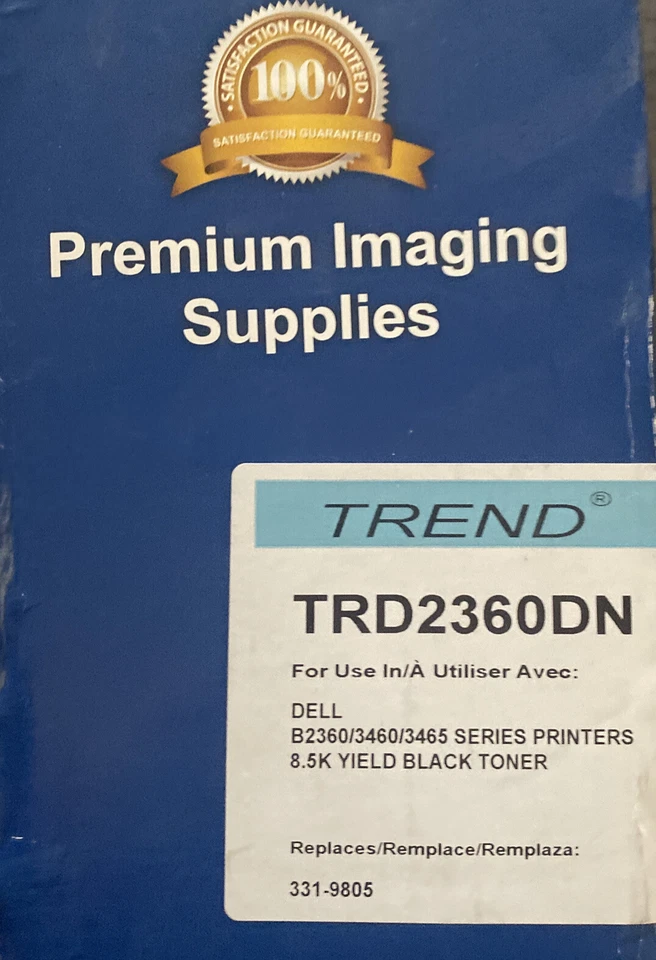 SATISFACTION GUARANTEED
100%
SATISFACTION GUARANTEED
Premium Imaging
Supplies
TREND®
TRD2360DN
For Use In/À Utiliser Avec:
DELL
B2360/3460/3465 SERIES PRINTERS
8.5K YIELD BLACK TONER
Replaces/Remplace/Remplaza:
331-9805